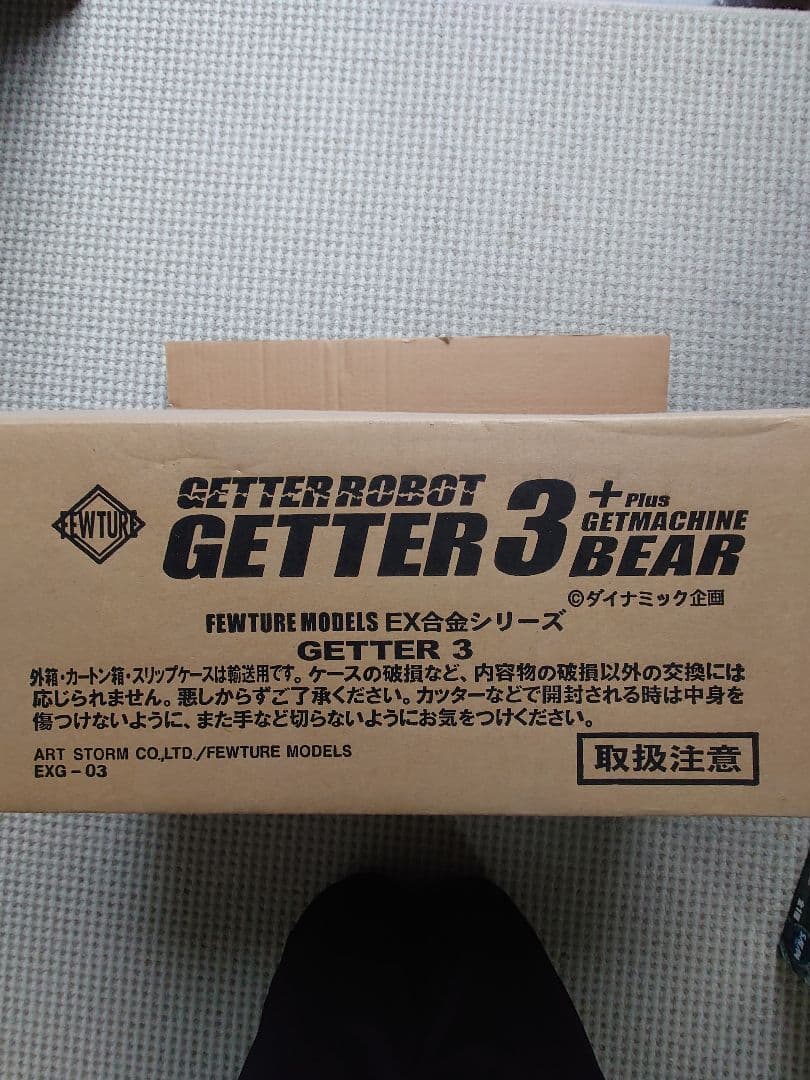 FEWTURE
GETTER ROBOT
GETTER 3
+ Plus
GETMACHINE
BEAR
©ダイナミック企画
FEWTURE MODELS EX合金シリーズ
GETTER 3
外箱・カートン箱・スリップケースは輸送用です。ケースの破損など、内容物の破損以外の交換には
応じられません。悪しからずご了承ください。カッターなどで開封される時は中身を
傷つけないように、また手など切らないようにお気をつけください。
ART STORM CO.,LTD./FEWTURE MODELS
EXG-03
取扱注意